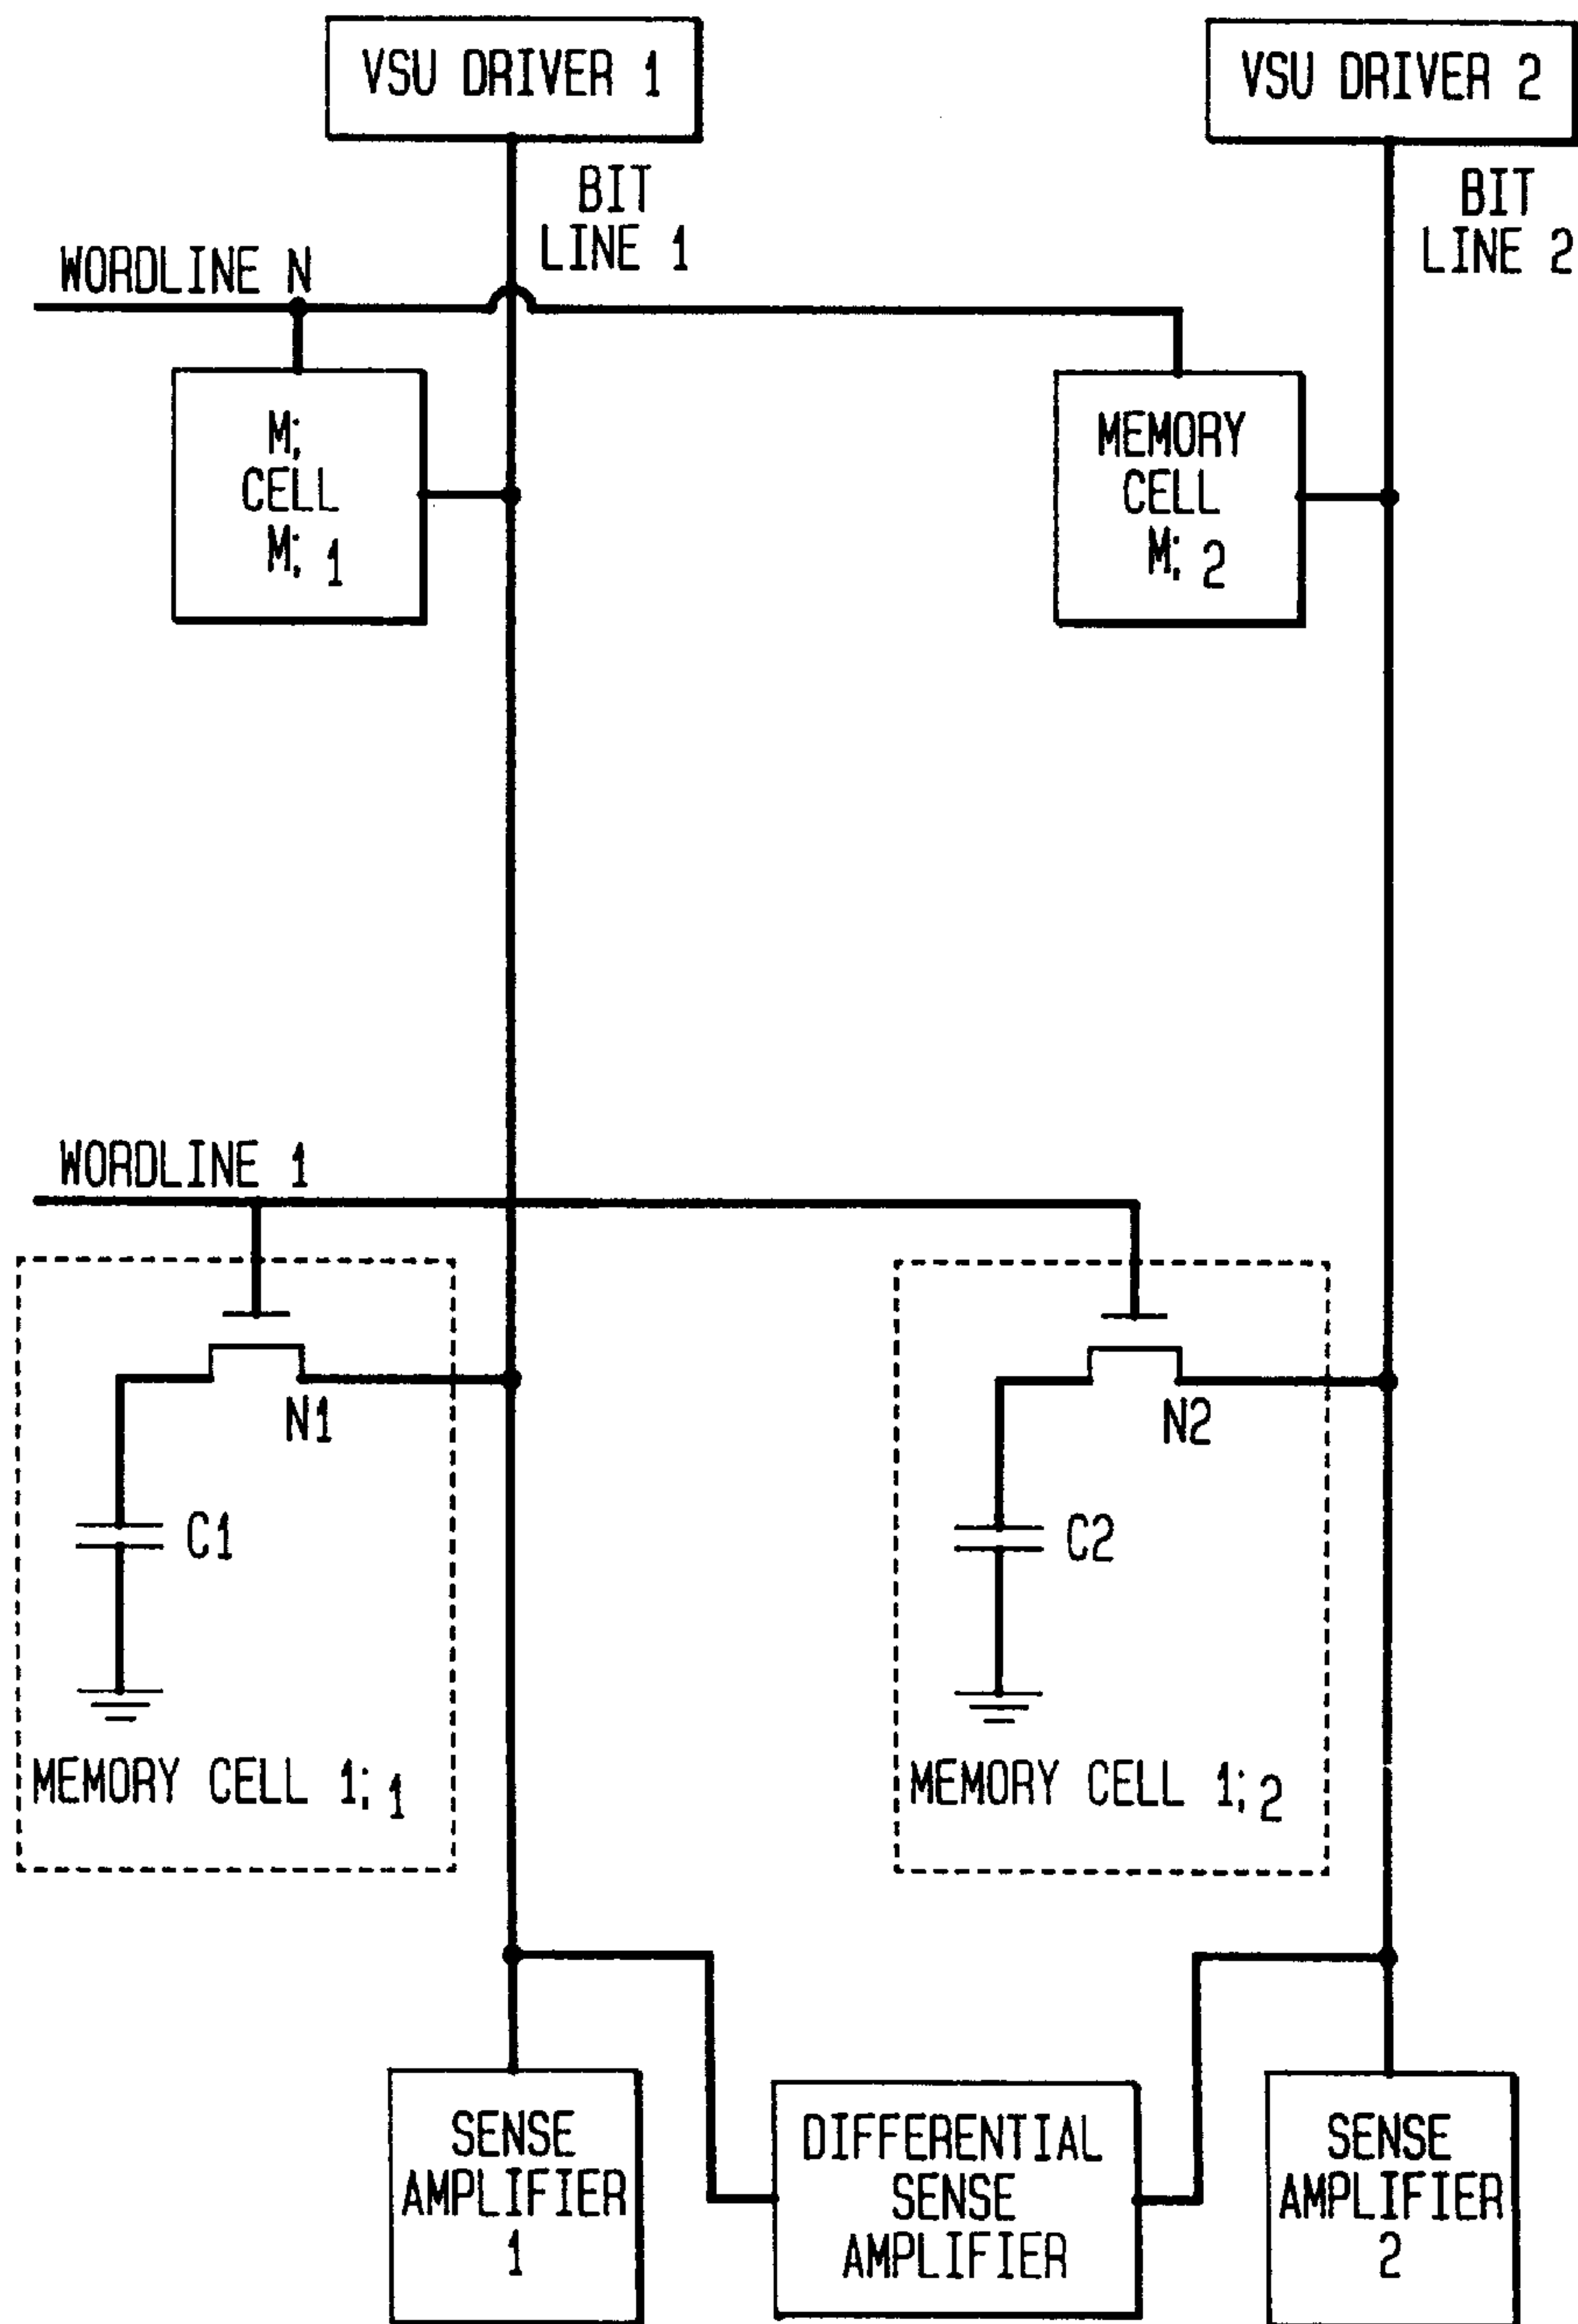 VSU DRIVER 1
VSU DRIVER 2
BIT
LINE 1
BIT
LINE 2
WORDLINE N
M;
CELL
M; 1
MEMORY
CELL
M; 2
WORDLINE 1
N1
N2
C1
C2
MEMORY CELL 1; 1
MEMORY CELL 1; 2
SENSE
AMPLIFIER
1
DIFFERENTIAL
SENSE
AMPLIFIER
SENSE
AMPLIFIER
2